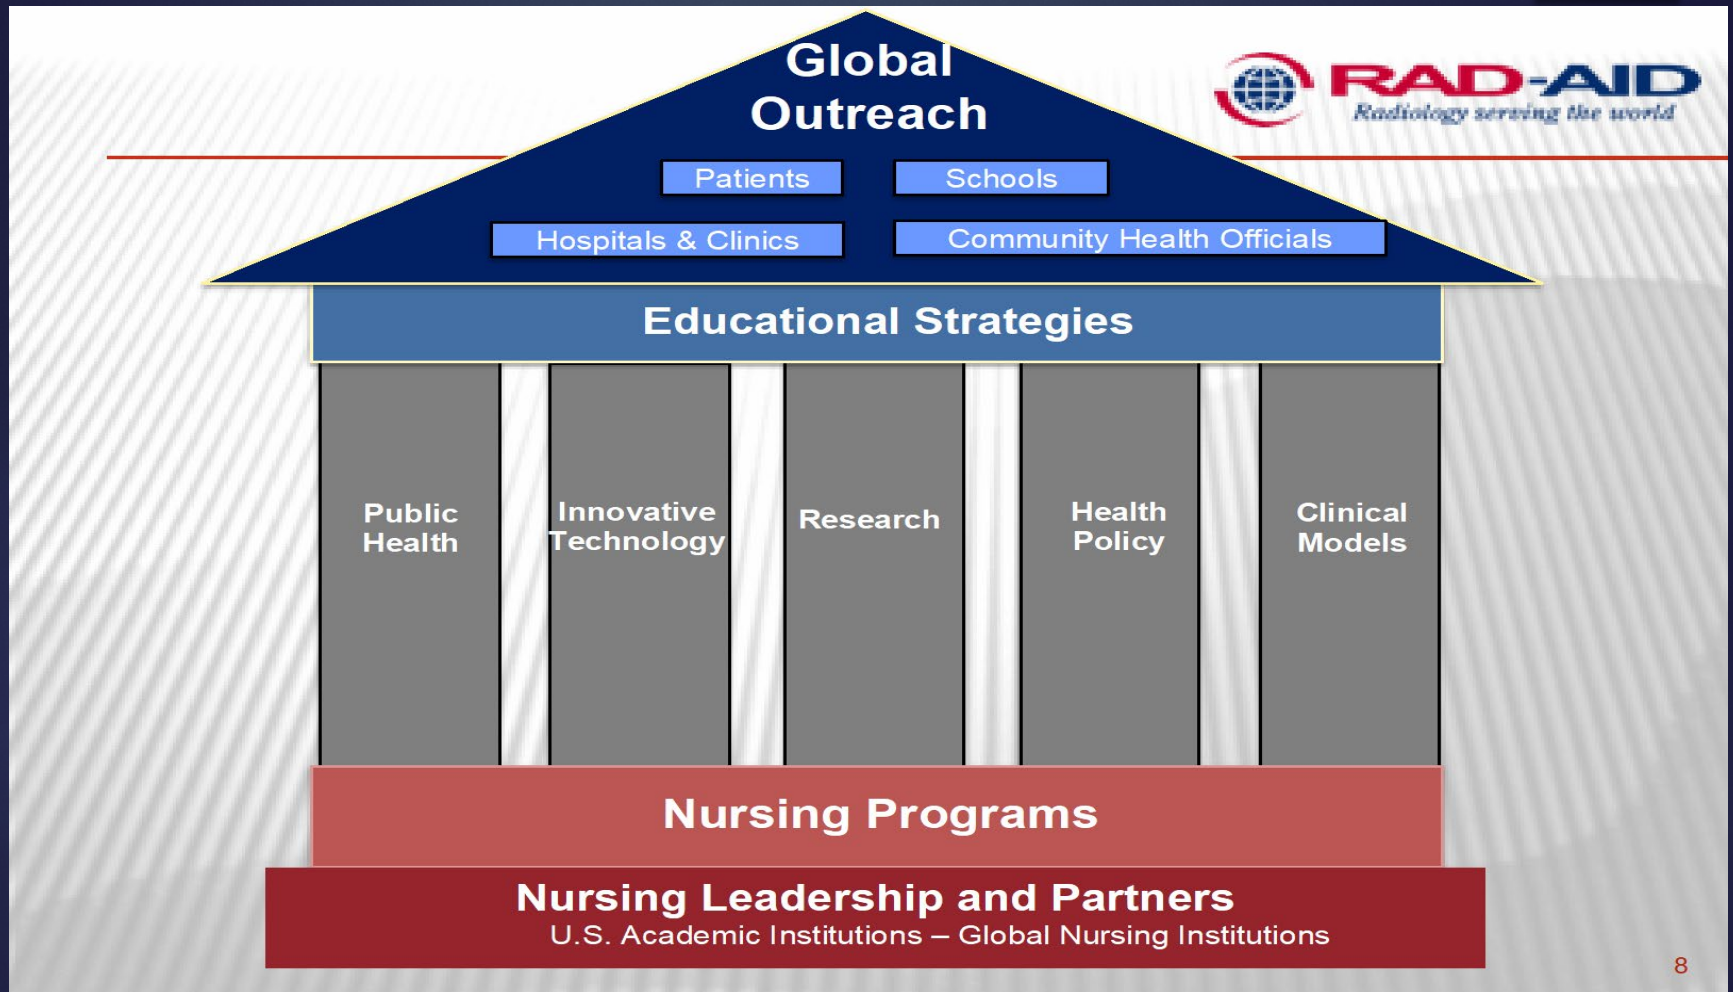 Global
Outreach
RAD-AID
Radiology serving the world
Patients
Schools
Hospitals & Clinics
Community Health Officials
Educational Strategies
Public
Health
Innovative
Technology
Research
Health
Policy
Clinical
Models
Nursing Programs
Nursing Leadership and Partners
U.S. Academic Institutions – Global Nursing Institutions
8